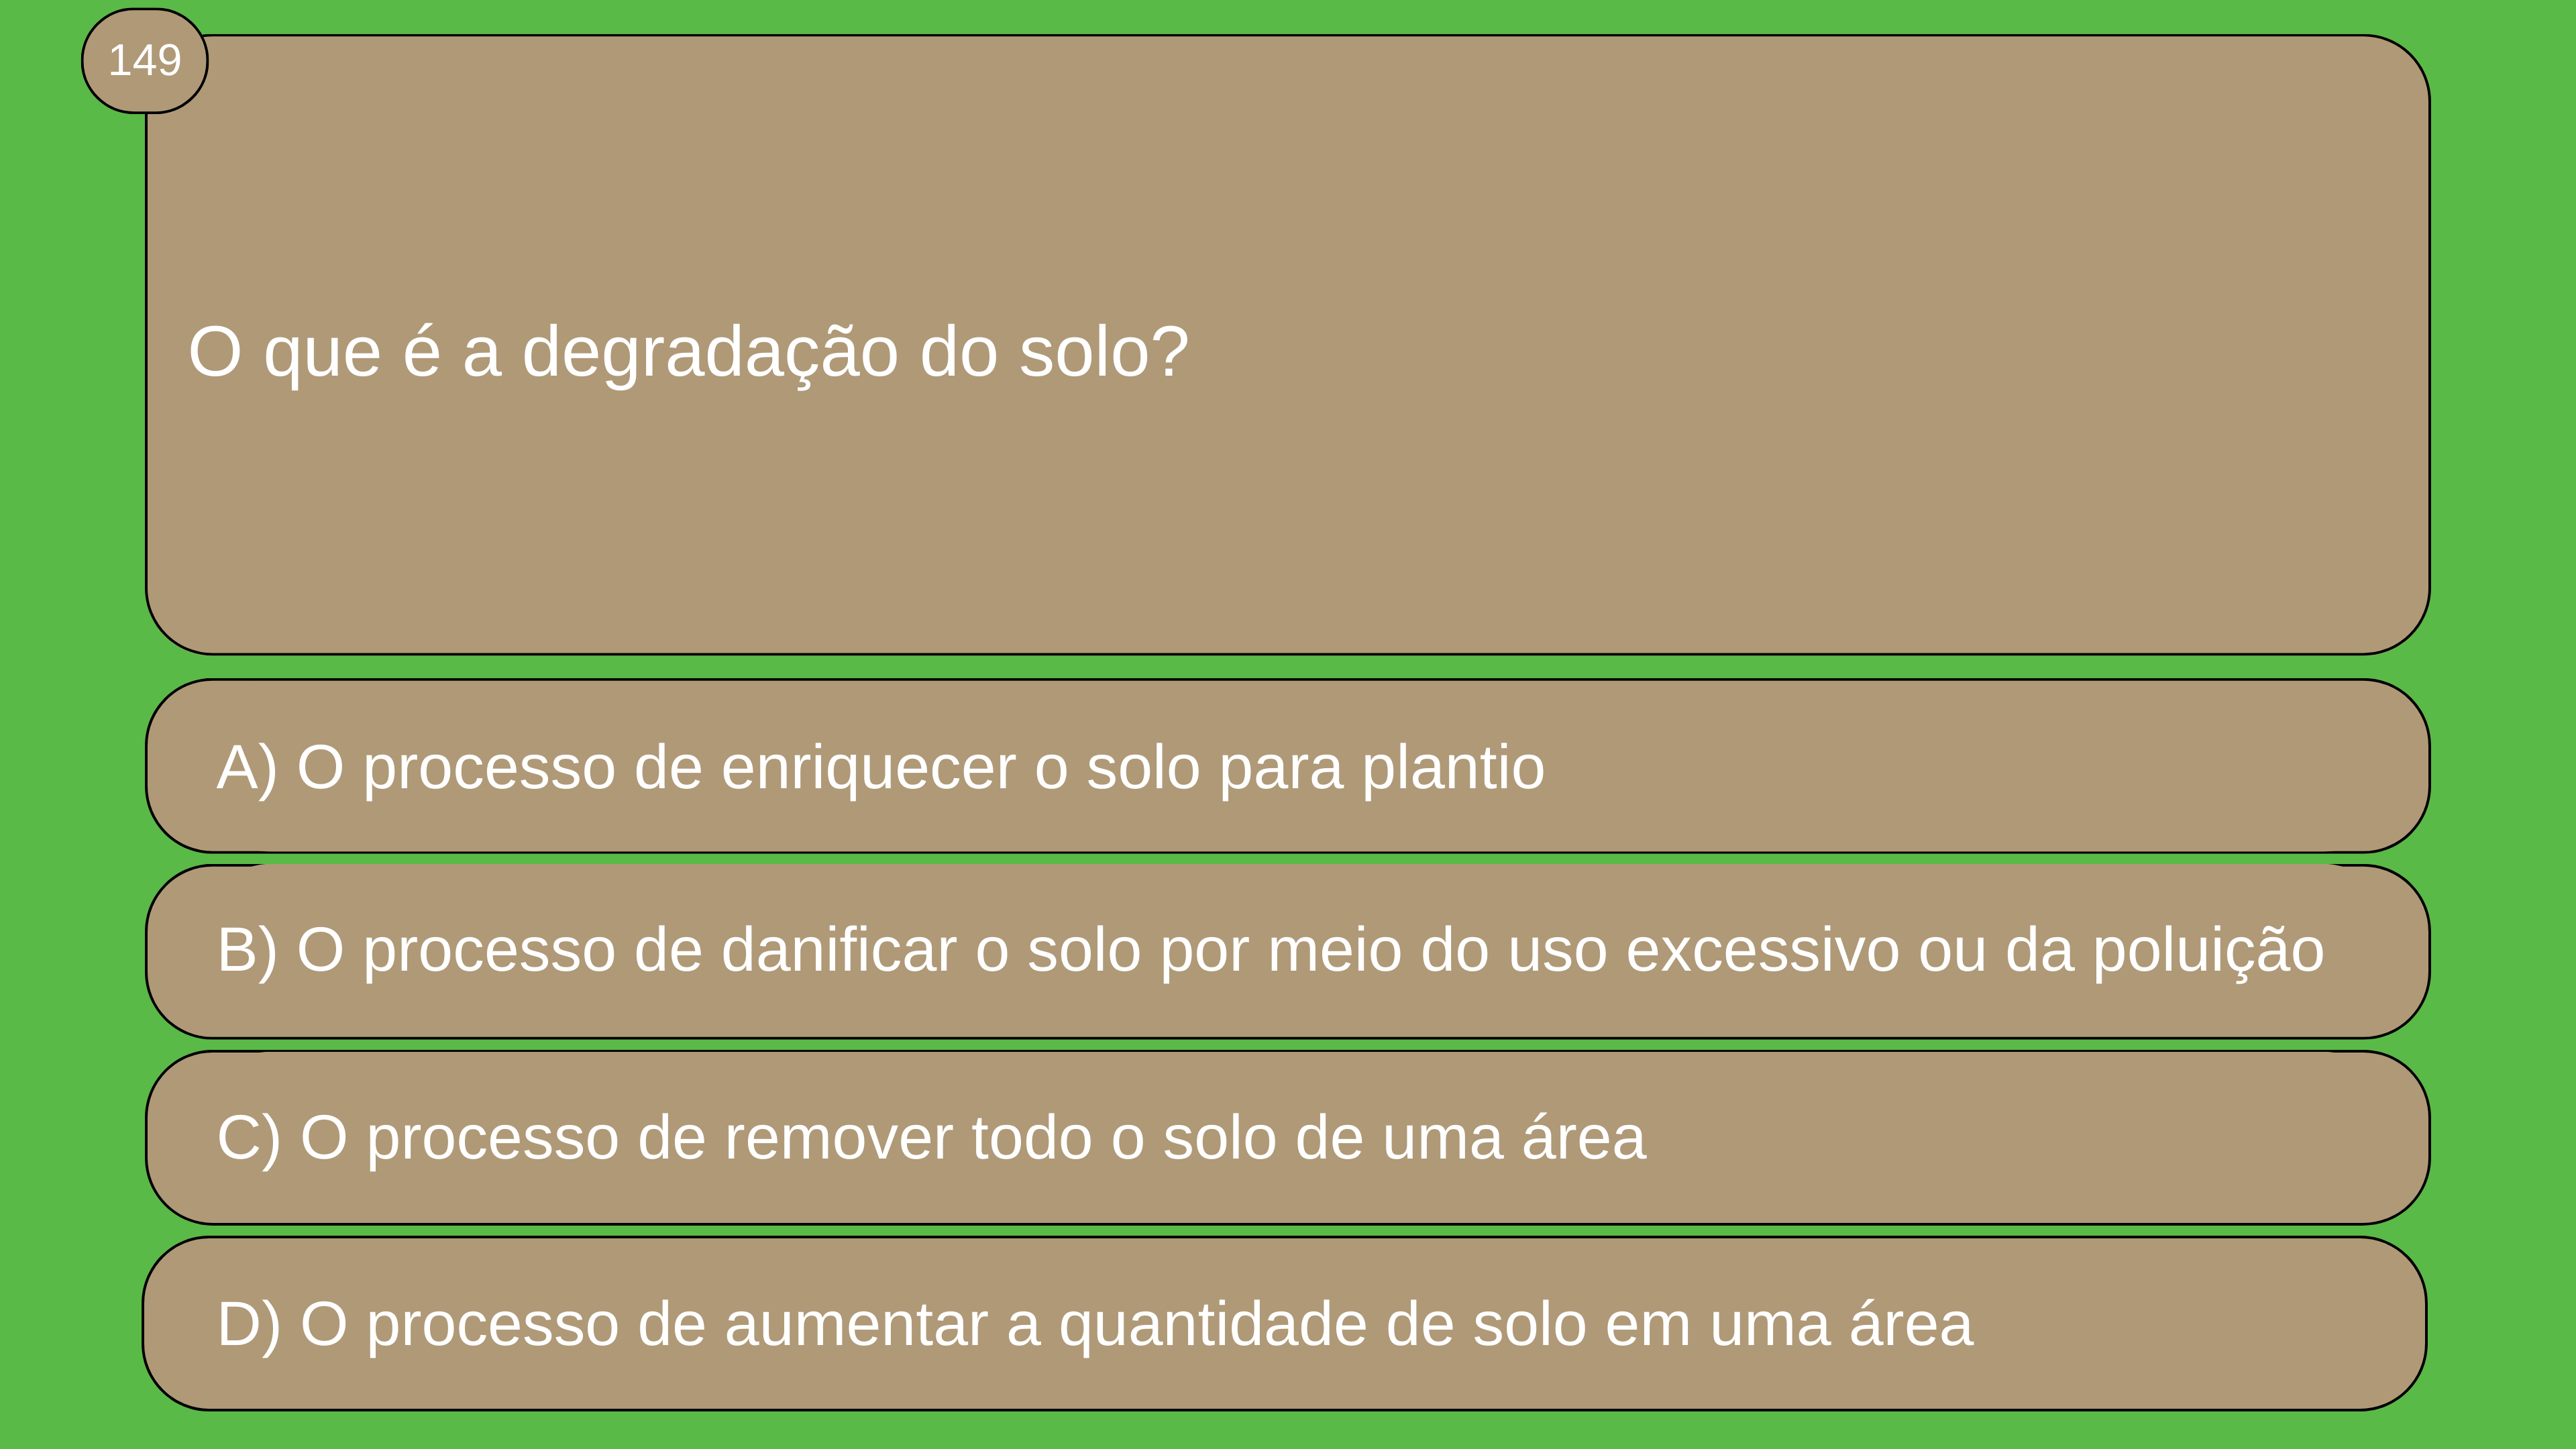 149
O que é a degradação do solo?
A) O processo de enriquecer o solo para plantio
B) O processo de danificar o solo por meio do uso excessivo ou da poluição
C) O processo de remover todo o solo de uma área
D) O processo de aumentar a quantidade de solo em uma área